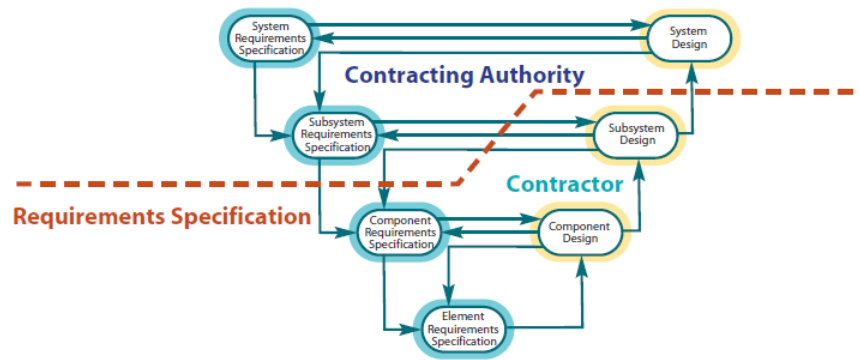 System
Requirements
Specification
System
Design
Contracting Authority
Subsystem
Requirements
Specification
Subsystem
Design
Contractor
Requirements Specification
Component
Requirements
Specification
Component
Design
Element
Requirements
Specification